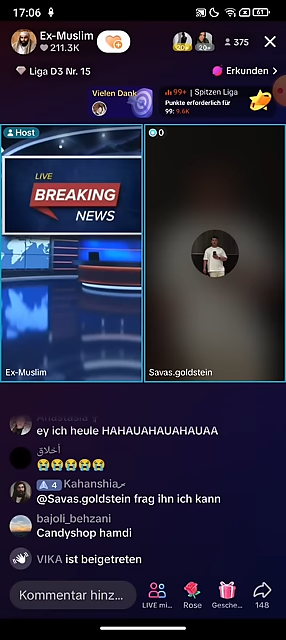 17:06
61
Ex-Muslim
211.3K
20+
20+
375
Liga D3 Nr. 15
Erkunden >
Vielen Dank
99+ | Spitzen Liga
Punkte erforderlich für
99: 9.6K
Host
0
LIVE
BREAKING
NEWS
Ex-Muslim
Savas.goldstein
ey ich heule HAHAUAHAUAHAUAA
أخلاق
😭😭😭😭😭
4 Kahanshia
@Savas.goldstein frag ihn ich kann
bajoli_behzani
Candyshop hamdi
VIKA ist beigetreten
Kommentar hinz...
LIVE mi...
Rose
Gesche...
148